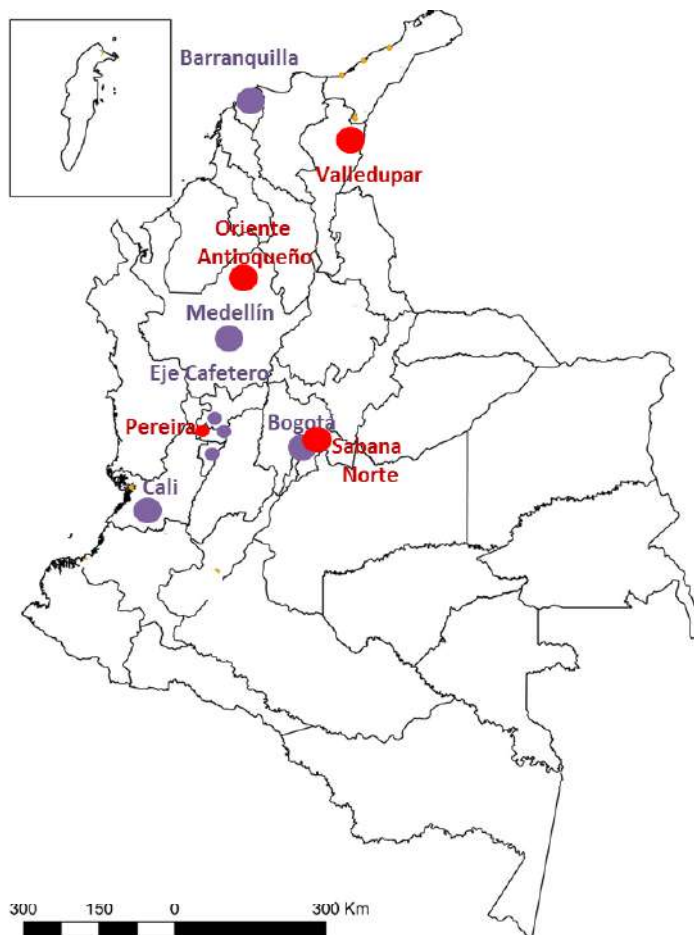 Barranquilla
Valledupar
Oriente
Antioqueño
Medellín
Eje Cafetero
Pereira
Bogotá
Sabana
Norte
Cali
300 150 0 300 Km